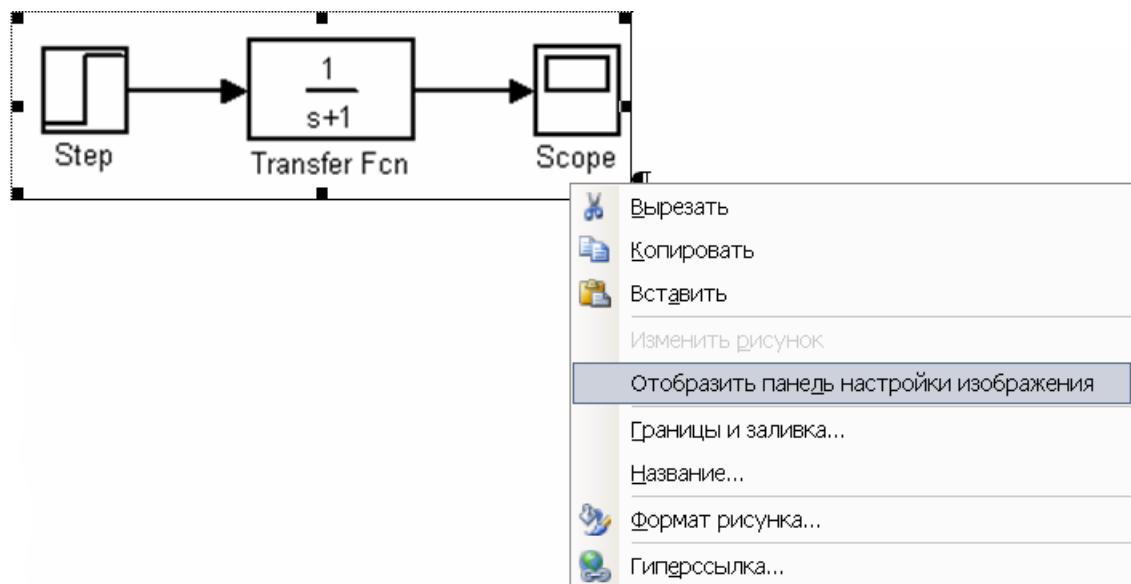 1
s+1
Step
Transfer Fcn
Scope
¶
Вырезать
Копировать
Вставить
Изменить рисунок
Отобразить панель настройки изображения
Границы и заливка...
Название...
Формат рисунка...
Гиперссылка...